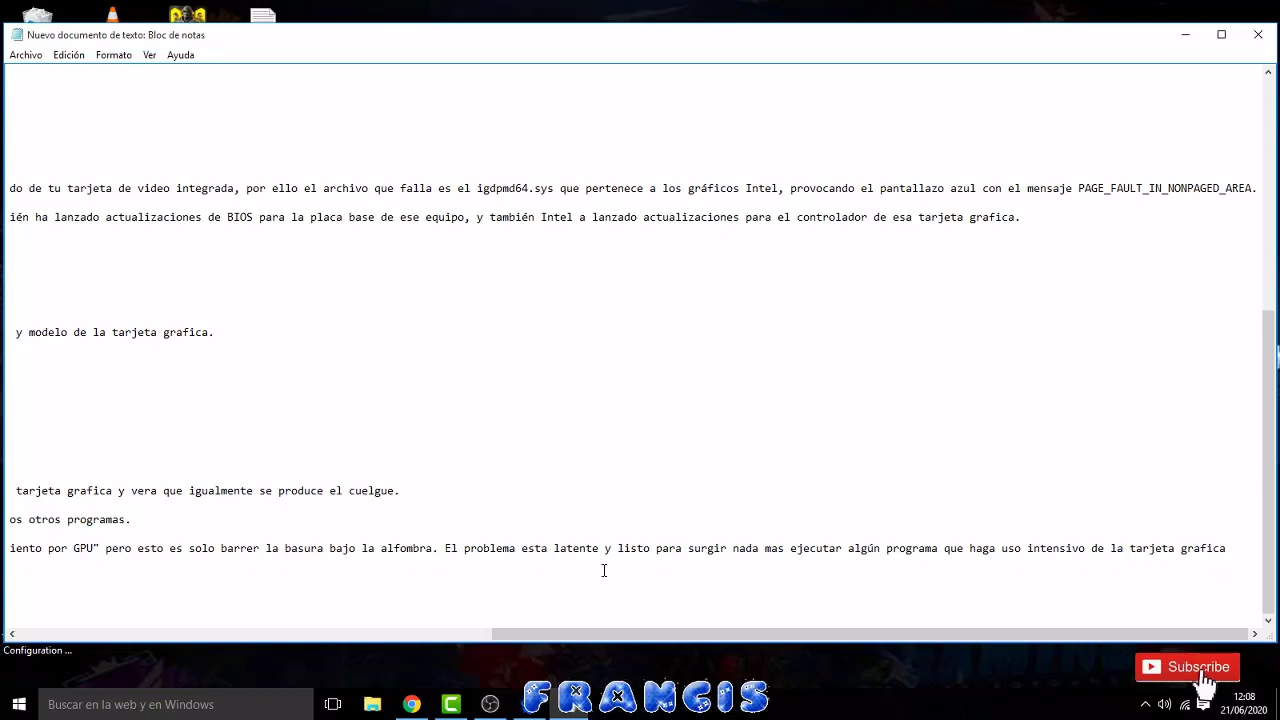 Nuevo documento de texto: Bloc de notas
Archivo Edición Formato Ver Ayuda
do de tu tarjeta de video integrada, por ello el archivo que falla es el igdpmd64.sys que pertenece a los gráficos Intel, provocando el pantallazo azul con el mensaje PAGE_FAULT_IN_NONPAGED_AREA.
ién ha lanzado actualizaciones de BIOS para la placa base de ese equipo, y también Intel a lanzado actualizaciones para el controlador de esa tarjeta grafica.
y modelo de la tarjeta grafica.
tarjeta grafica y vera que igualmente se produce el cuelgue.
os otros programas.
iento por GPU" pero esto es solo barrer la basura bajo la alfombra. El problema esta latente y listo para surgir nada mas ejecutar algún programa que haga uso intensivo de la tarjeta grafica
Configuration ...
Subscribe
Buscar en la web y en Windows
FRANGIS
12:08
21/06/2020